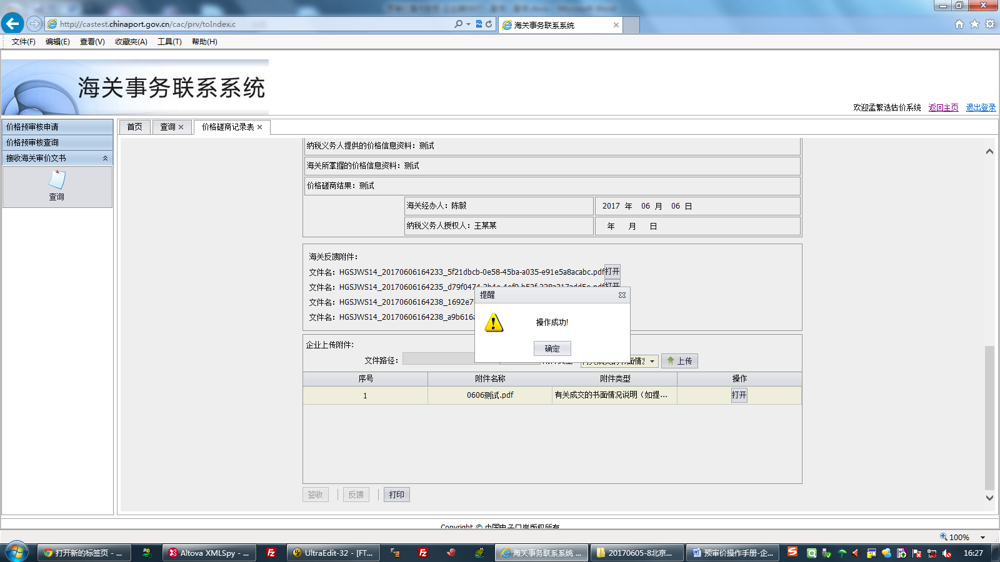 http://castest.chinaport.gov.cn/cac/prv/toIndex.c
海关事务联系系统
文件(F) 编辑(E) 查看(V) 收藏夹(A) 工具(T) 帮助(H)
海关事务联系系统
欢迎孟繁选估价系统 返回主页 退出登录
价格预审核申请
价格预审核查询
接收海关审价文书
查询
首页 查询 价格磋商记录表
纳税义务人提供的价格信息资料：测试
海关所掌握的价格信息资料：测试
价格磋商结果：测试
海关经办人：陈毅 2017 年 06 月 06 日
纳税义务人授权人：王某某 年 月 日
海关反馈附件：
文件名：HGSJWS14_20170606164233_5f21dbcb-0e58-45ba-a035-e91e5a8acabc.pdf打开
文件名：HGSJWS14_20170606164235_d79f0474
文件名：HGSJWS14_20170606164238_1692e7
文件名：HGSJWS14_20170606164238_a9b616
提醒
操作成功!
确定
企业上传附件：
文件路径： 上传
序号 附件名称 附件类型 操作
1 0606测试.pdf 有关成交的书面情况说明（如提... 打开
签收 反馈 打印
Copyright © 中国电子口岸版权所有
100%
打开新的标签页 - ...
Altova XMLSpy - ...
UltraEdit-32 - [FT...
海关事务联系系统 ...
20170605-8北京...
预审价操作手册-企...
16:27